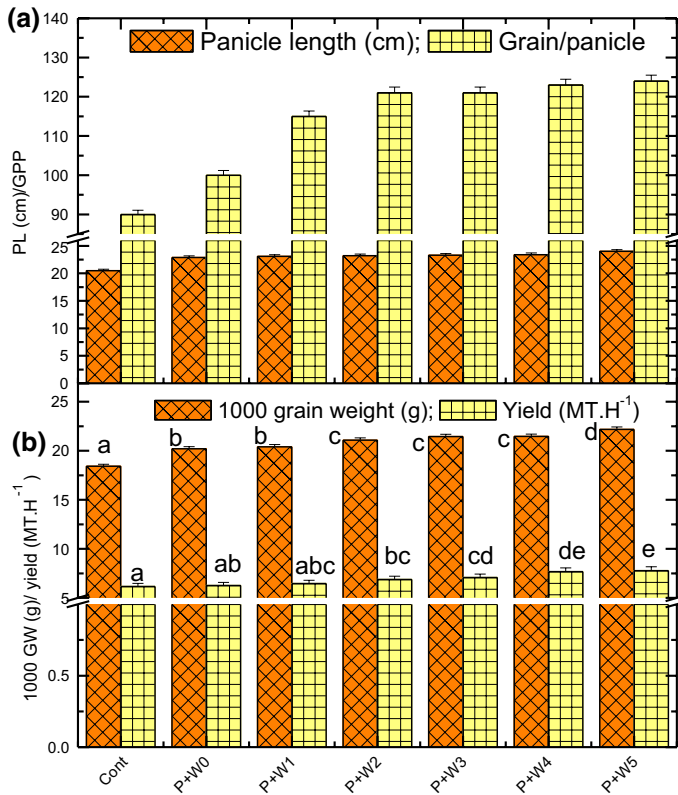 (a)
Panicle length (cm); Grain/panicle
140
130
120
110
100
90
25
20
15
10
5
0
PL (cm)/GPP
(b)
1000 grain weight (g); Yield (MT.H-1)
25
20
15
10
5
0.5
0.0
1000 GW (g)/ yield (MT.H-1)
a b b c c c d
a ab abc bc cd de e
Cont P+W0 P+W1 P+W2 P+W3 P+W4 P+W5